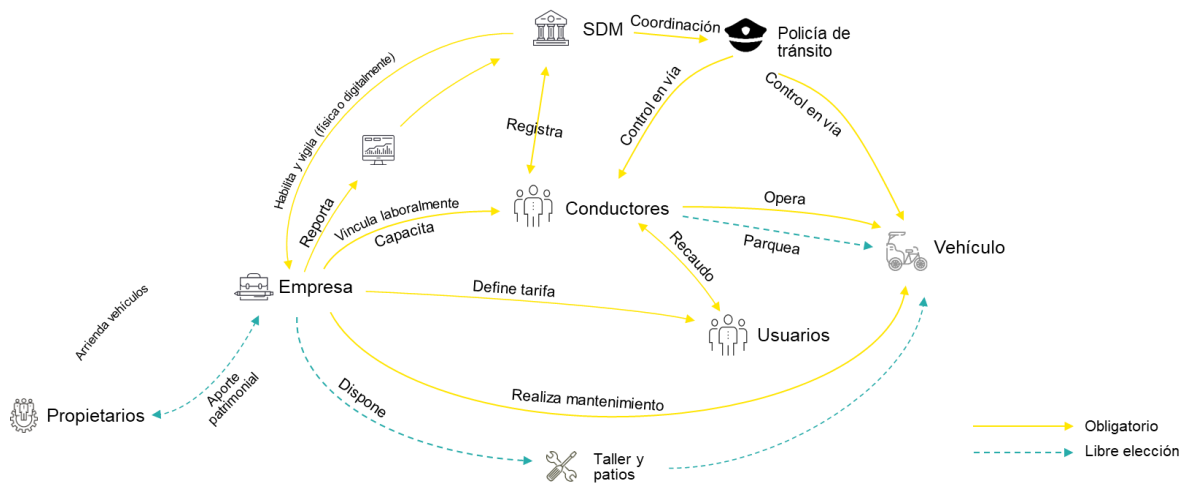 SDM
Coordinación
Policía de
tránsito
Habilita y vigila (física o digitalmente)
Control en vía
Control en vía
Registra
Reporta
Vincula laboralmente
Capacita
Conductores
Opera
Parquea
Vehículo
Recaudo
Empresa
Define tarifa
Usuarios
Arrienda vehículos
Aporte
patrimonial
Propietarios
Dispone
Realiza mantenimiento
Taller y
patios
Obligatorio
Libre elección